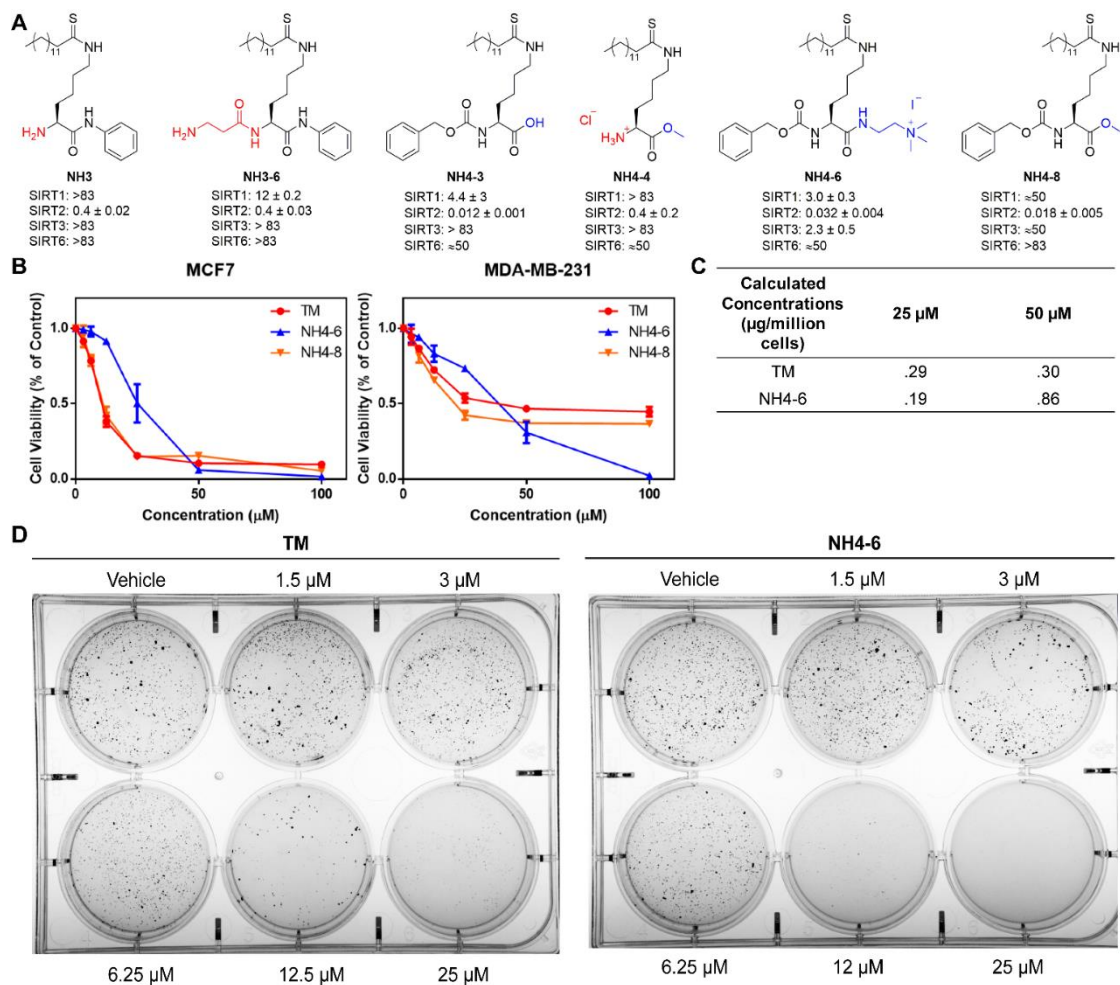 A
S
NH
( )11
H2N
O
H
N
NH3
SIRT1: >83
SIRT2: 0.4 ± 0.02
SIRT3: >83
SIRT6: >83
S
NH
( )11
O
H2N
N
H
O
H
N
NH3-6
SIRT1: 12 ± 0.2
SIRT2: 0.4 ± 0.03
SIRT3: > 83
SIRT6: >83
S
NH
( )11
O
O
N
H
OH
O
NH4-3
SIRT1: 4.4 ± 3
SIRT2: 0.012 ± 0.001
SIRT3: > 83
SIRT6: ≈50
S
NH
( )11
Cl−
H3N
+
O
O
NH4-4
SIRT1: > 83
SIRT2: 0.4 ± 0.2
SIRT3: > 83
SIRT6: ≈50
S
NH
( )11
O
O
N
H
O
H
N
N+
I−
NH4-6
SIRT1: 3.0 ± 0.3
SIRT2: 0.032 ± 0.004
SIRT3: 2.3 ± 0.5
SIRT6: ≈50
S
NH
( )11
O
O
N
H
O
O
NH4-8
SIRT1: ≈50
SIRT2: 0.018 ± 0.005
SIRT3: ≈50
SIRT6: >83
B
MCF7
Cell Viability (% of Control)
1.0
0.5
0.0
0
50
100
Concentration (μM)
TM
NH4-6
NH4-8
MDA-MB-231
Cell Viability (% of Control)
1.0
0.5
0.0
0
50
100
Concentration (μM)
TM
NH4-6
NH4-8
C
Calculated
Concentrations
(μg/million
cells)
25 μM
50 μM
TM .29 .30
NH4-6 .19 .86
D
TM
Vehicle 1.5 μM 3 μM
6.25 μM 12.5 μM 25 μM
NH4-6
Vehicle 1.5 μM 3 μM
6.25 μM 12 μM 25 μM